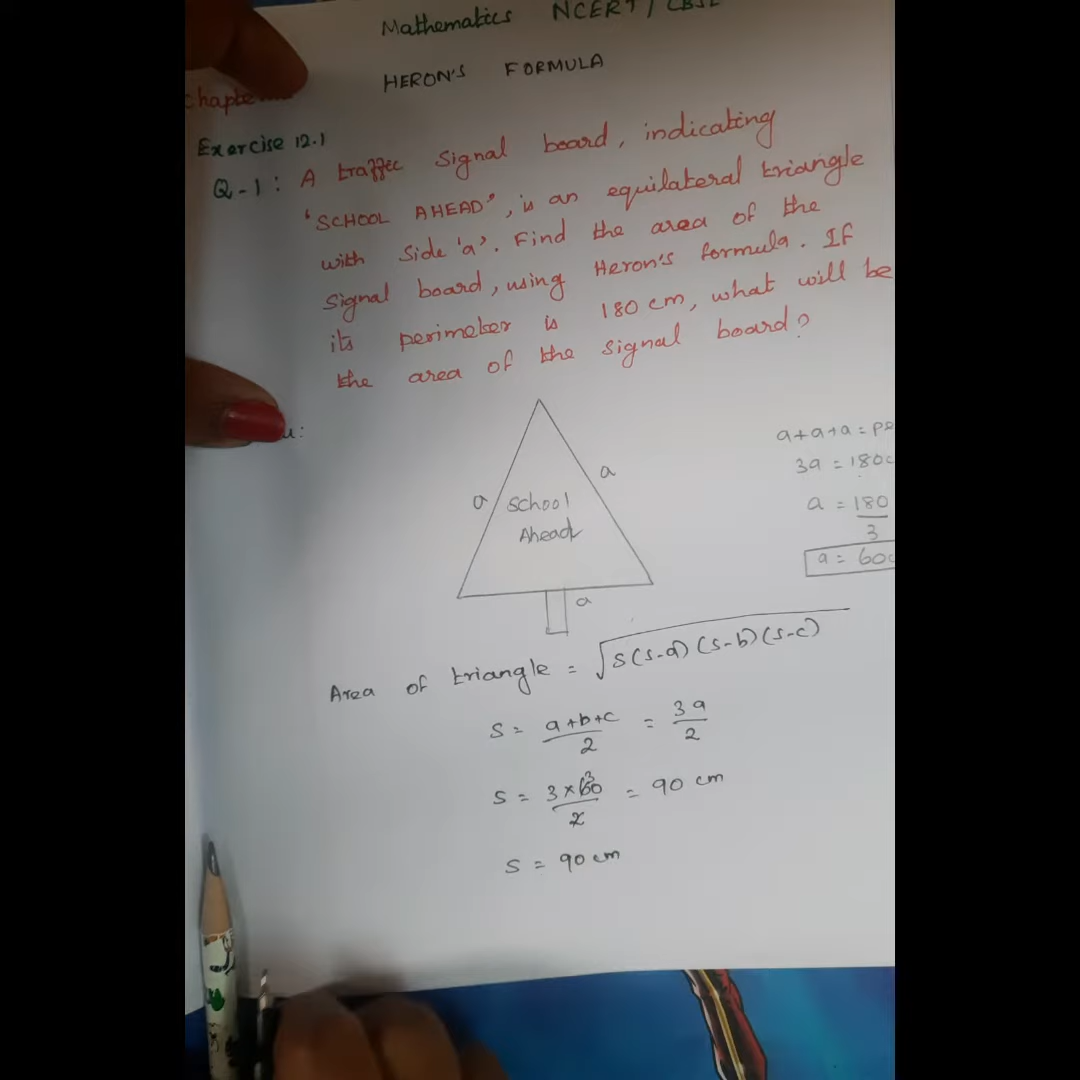 Mathematics NCERT / CBSE
HERON'S FORMULA
Exercise 12.1
Q-1: A traffic signal board, indicating
'SCHOOL AHEAD', is an equilateral triangle
with side 'a'. Find the area of the
signal board, using Heron's formula. If
its perimeter is 180 cm, what will be
the area of the signal board?
a+a+a =
3a = 180
a = 180
3
a = 60
a
a
School
Ahead
a
Area of triangle = √s(s-a)(s-b)(s-c)
s = a+b+c/2 = 3a/2
s = 3×60/2 = 90 cm
s = 90 cm